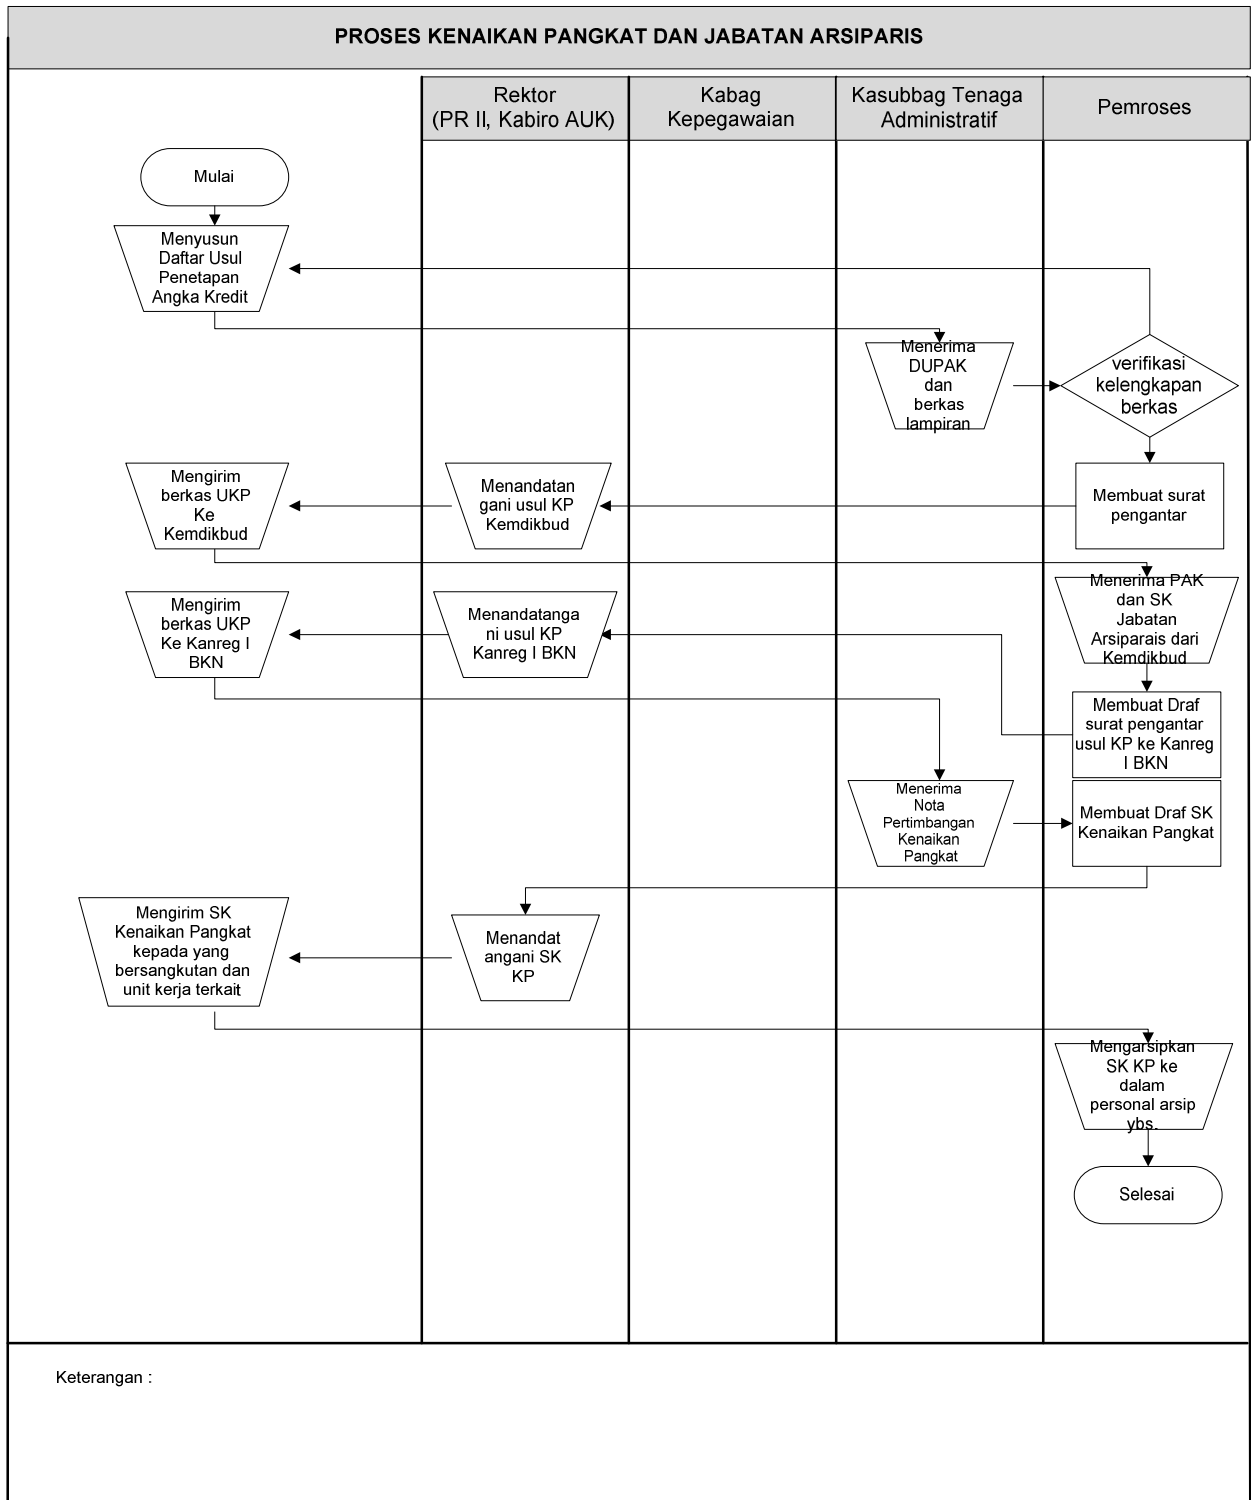 PROSES KENAIKAN PANGKAT DAN JABATAN ARSIPARIS
Rektor
(PR II, Kabiro AUK)
Kabag
Kepegawaian
Kasubbag Tenaga
Administratif
Pemroses
Mulai
Menyusun
Daftar Usul
Penetapan
Angka Kredit
Menerima
DUPAK
dan
berkas
lampiran
verifikasi
kelengkapan
berkas
Mengirim
berkas UKP
Ke
Kemdikbud
Menandatan
gani usul KP
Kemdikbud
Membuat surat
pengantar
Menerima PAK
dan SK
Jabatan
Arsiparais dari
Kemdikbud
Mengirim
berkas UKP
Ke Kanreg I
BKN
Menandatanga
ni usul KP
Kanreg I BKN
Membuat Draf
surat pengantar
usul KP ke Kanreg
I BKN
Menerima
Nota
Pertimbangan
Kenaikan
Pangkat
Membuat Draf SK
Kenaikan Pangkat
Mengirim SK
Kenaikan Pangkat
kepada yang
bersangkutan dan
unit kerja terkait
Menandat
angani SK
KP
Mengarsipkan
SK KP ke
dalam
personal arsip
ybs.
Selesai
Keterangan :